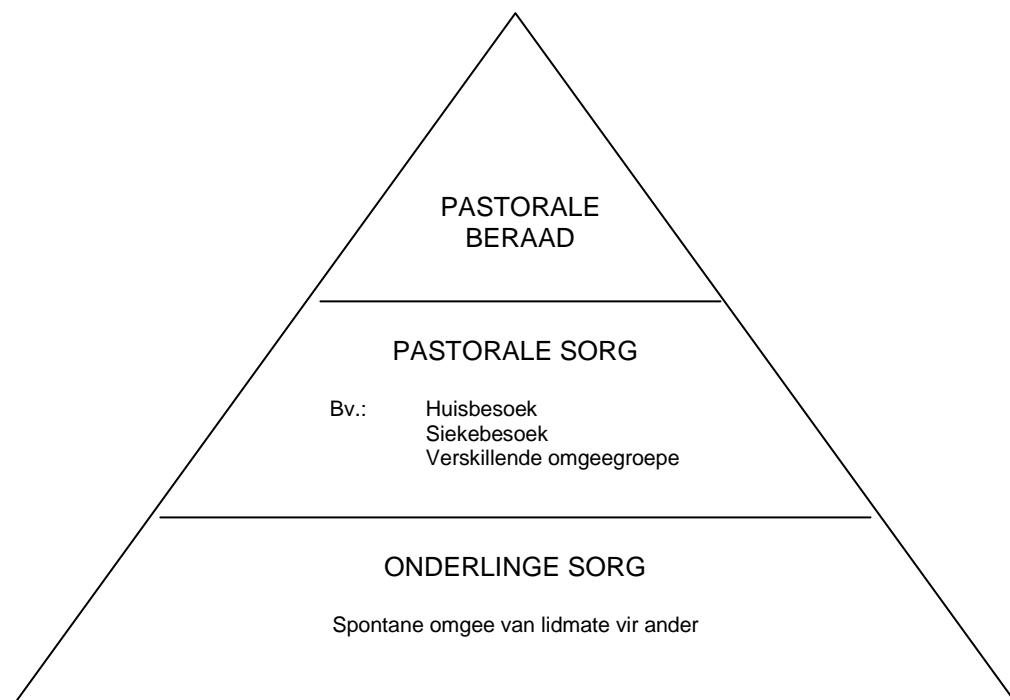 PASTORALE
BERAAD
PASTORALE SORG
Bv.: Huisbesoek
Siekebesoek
Verskillende omgeegroepe
ONDERLINGE SORG
Spontane omgee van lidmate vir ander